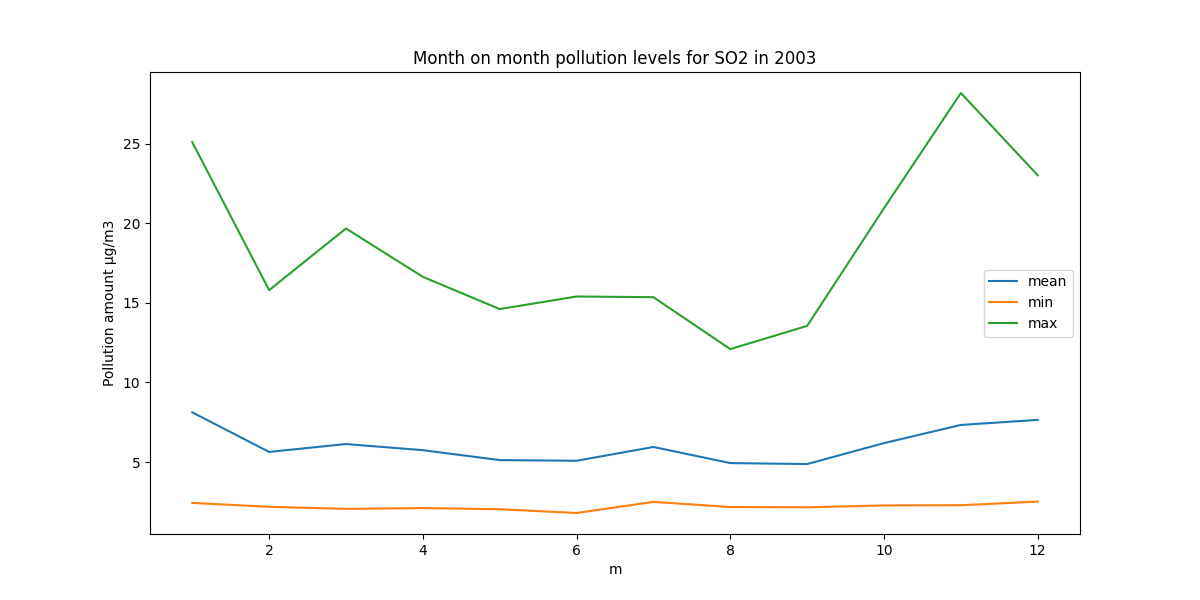 Month on month pollution levels for SO2 in 2003
Pollution amount µg/m3
25
20
15
10
5
mean
min
max
2 4 6 8 10 12
m